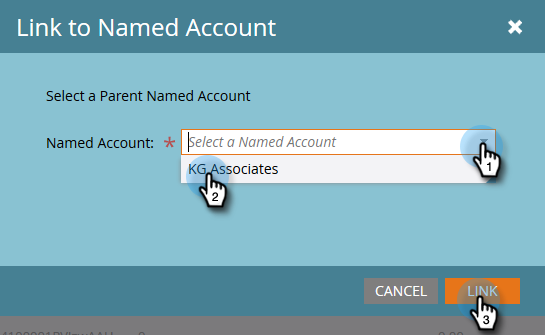 Link to Named Account
Select a Parent Named Account
Named Account: * Select a Named Account
1
KG Associates
2
CANCEL
LINK
3